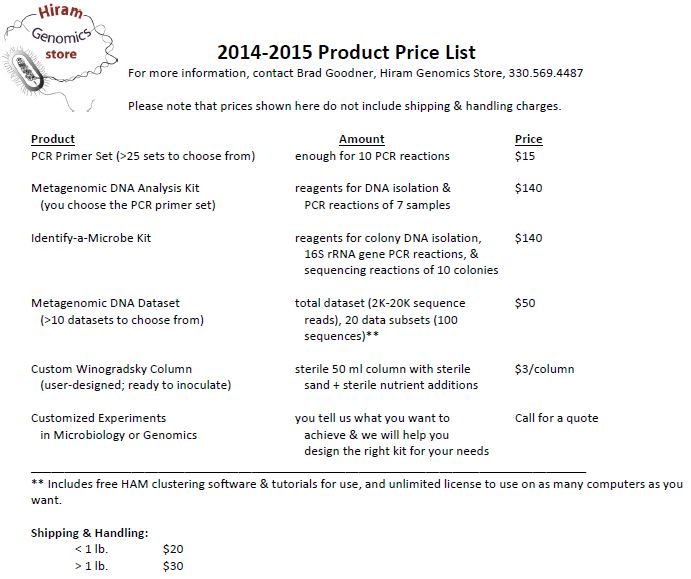 Hiram
Genomics
store
2014-2015 Product Price List
For more information, contact Brad Goodner, Hiram Genomics Store, 330.569.4487
Please note that prices shown here do not include shipping & handling charges.
Product Amount Price
PCR Primer Set (>25 sets to choose from) enough for 10 PCR reactions $15
Metagenomic DNA Analysis Kit reagents for DNA isolation & $140
(you choose the PCR primer set) PCR reactions of 7 samples
Identify-a-Microbe Kit reagents for colony DNA isolation, $140
16S rRNA gene PCR reactions, &
sequencing reactions of 10 colonies
Metagenomic DNA Dataset total dataset (2K-20K sequence $50
(>10 datasets to choose from) reads), 20 data subsets (100
sequences)**
Custom Winogradsky Column sterile 50 ml column with sterile $3/column
(user-designed; ready to inoculate) sand + sterile nutrient additions
Customized Experiments you tell us what you want to Call for a quote
in Microbiology or Genomics achieve & we will help you
design the right kit for your needs
** Includes free HAM clustering software & tutorials for use, and unlimited license to use on as many computers as you
want.
Shipping & Handling:
< 1 lb. $20
> 1 lb. $30